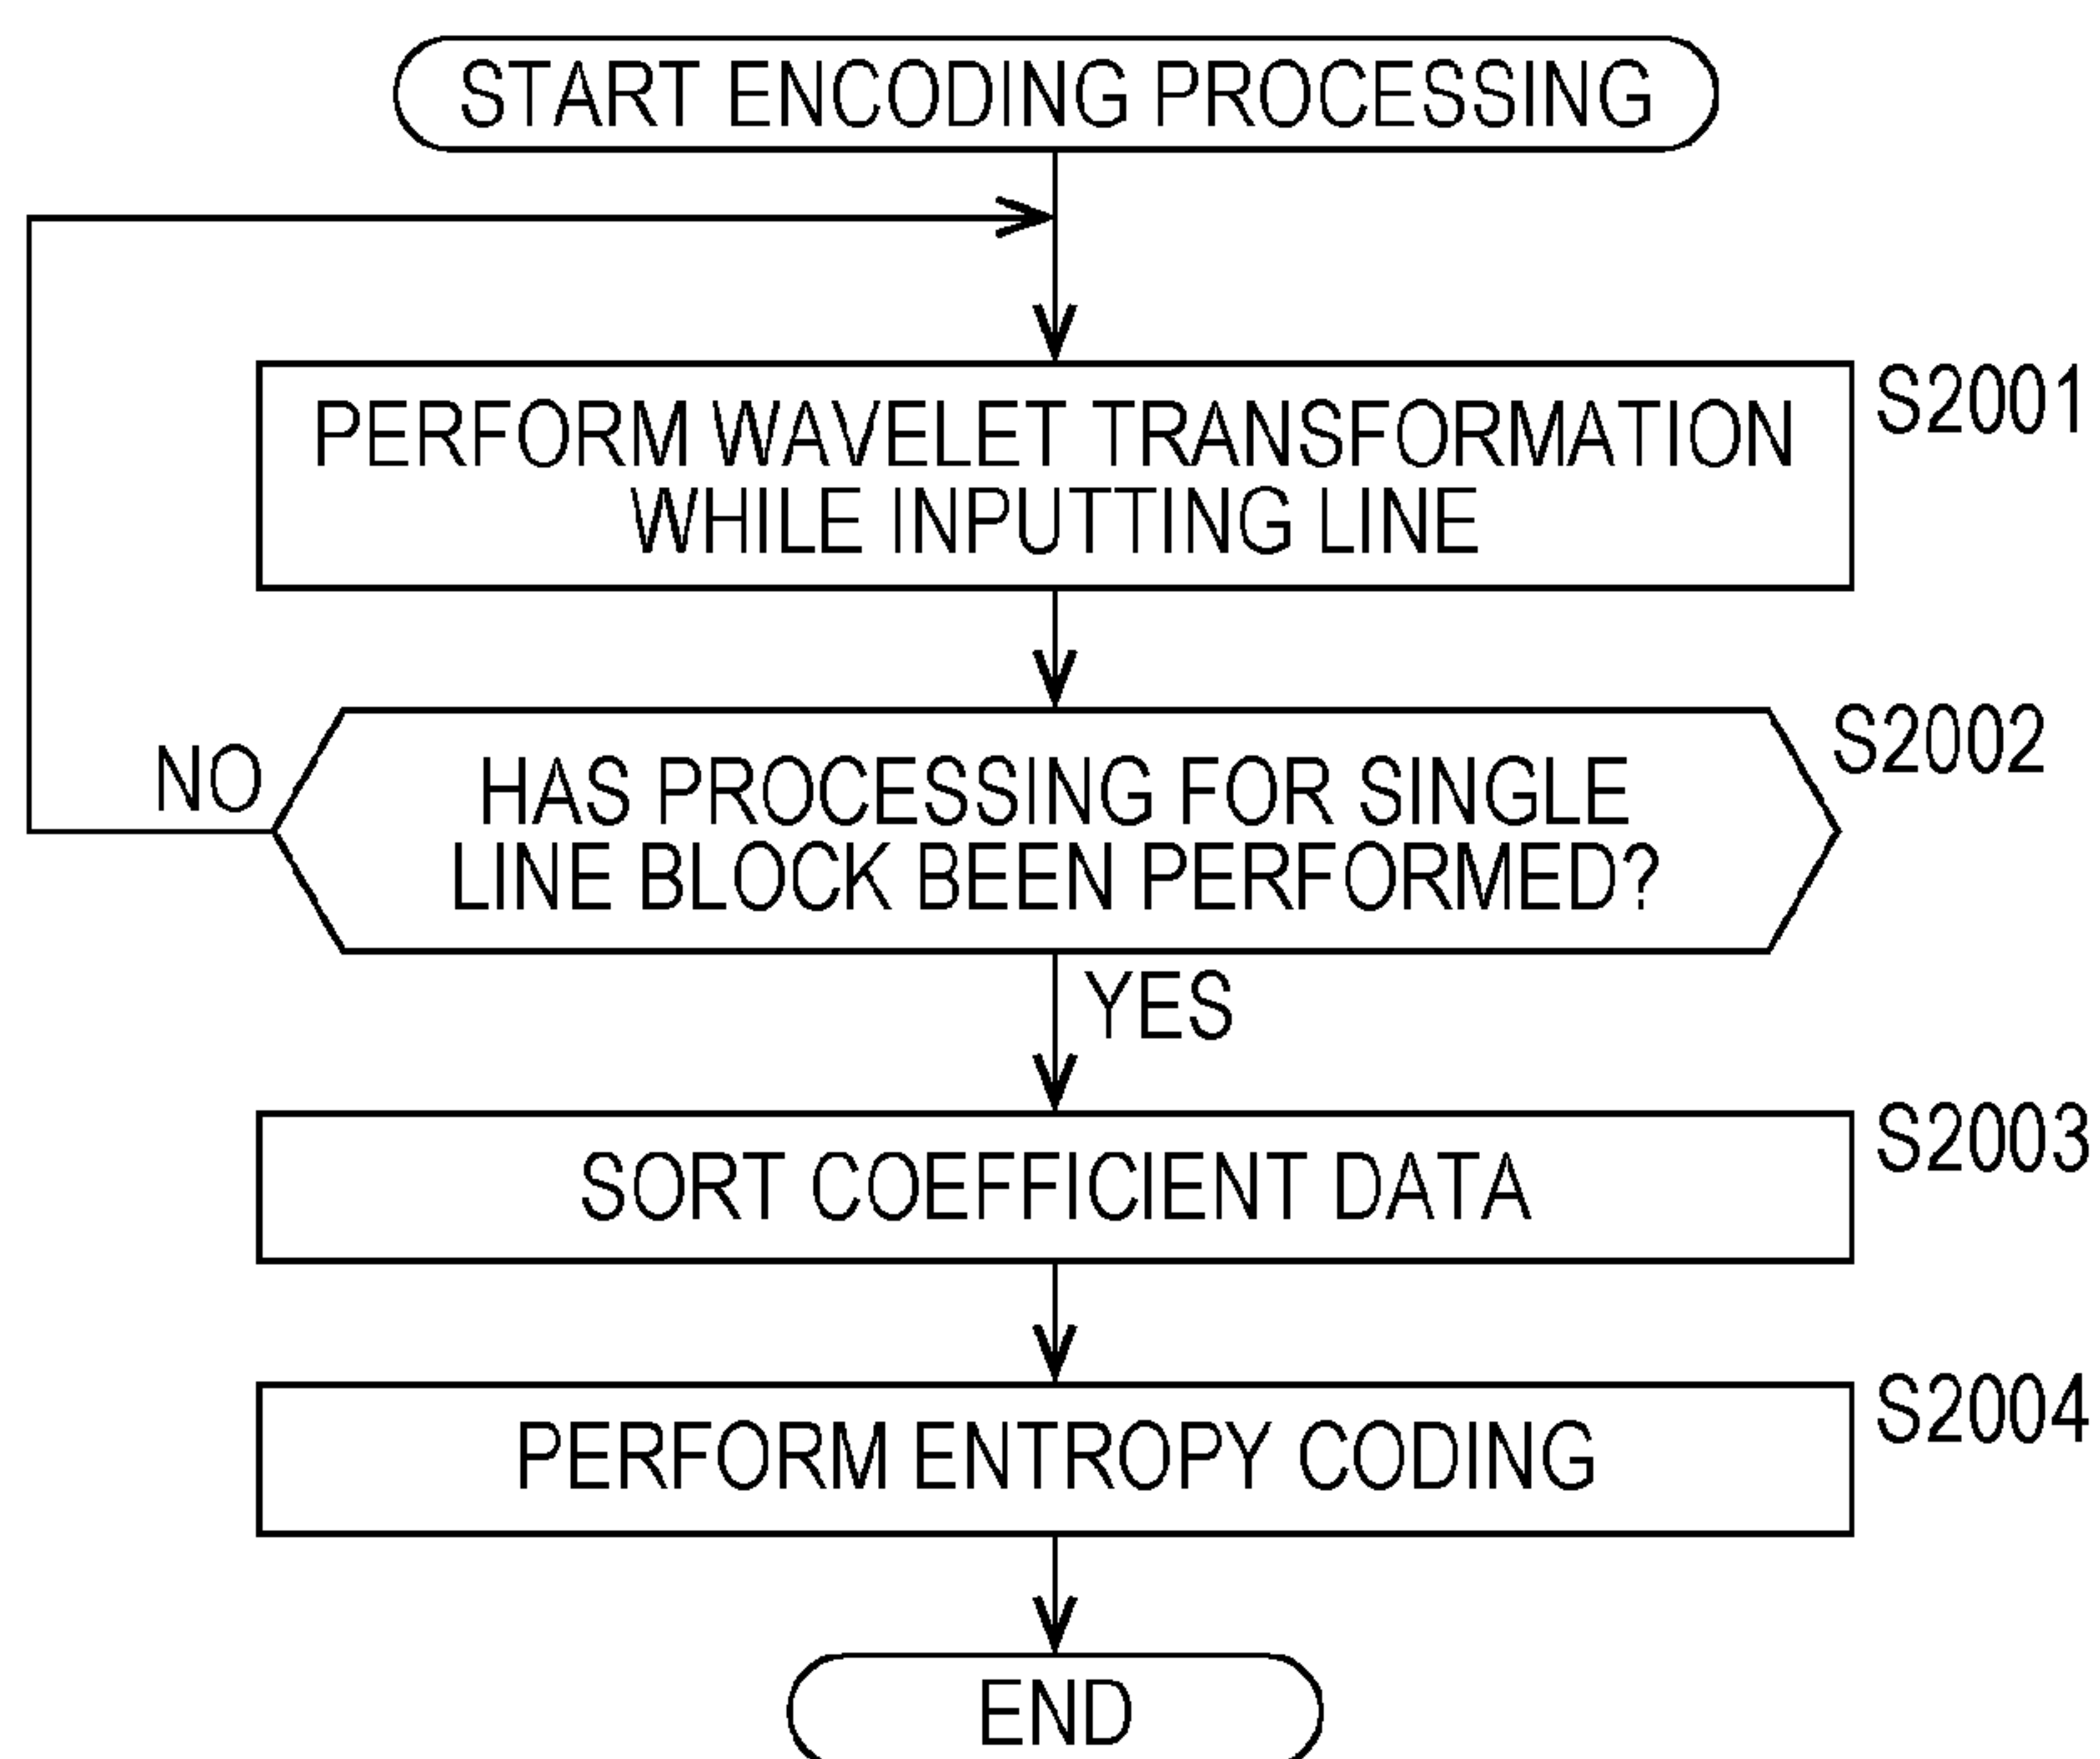 START ENCODING PROCESSING
PERFORM WAVELET TRANSFORMATION
WHILE INPUTTING LINE
S2001
HAS PROCESSING FOR SINGLE
LINE BLOCK BEEN PERFORMED?
S2002
NO
YES
SORT COEFFICIENT DATA
S2003
PERFORM ENTROPY CODING
S2004
END